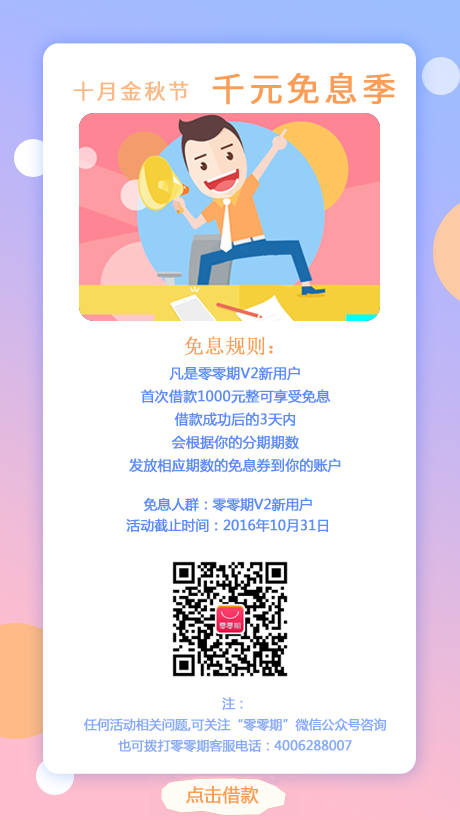 十月金秋节 千元免息季
免息规则：
凡是零零期V2新用户
首次借款1000元整可享受免息
借款成功后的3天内
会根据你的分期期数
发放相应期数的免息券到你的账户
免息人群：零零期V2新用户
活动截止时间：2016年10月31日
零零期
注：
任何活动相关问题,可关注“零零期”微信公众号咨询
也可拨打零零期客服电话：4006288007
点击借款